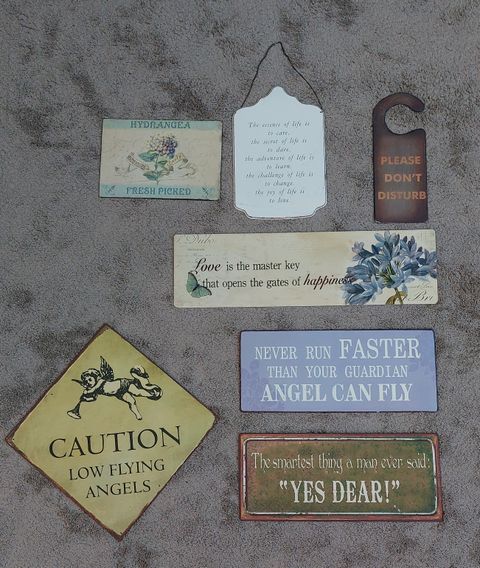 HYDRANGEA
FRESH PICKED
The essence of life is
to care,
the secret of life is
to dare,
the adventure of life is
to learn,
the challenge of life is
to change,
the joy of life is
to love.
PLEASE
DON'T
DISTURB
Love is the master key
that opens the gates of happiness
NEVER RUN FASTER
THAN YOUR GUARDIAN
ANGEL CAN FLY
CAUTION
LOW FLYING
ANGELS
The smartest thing a man ever said:
"YES DEAR!"